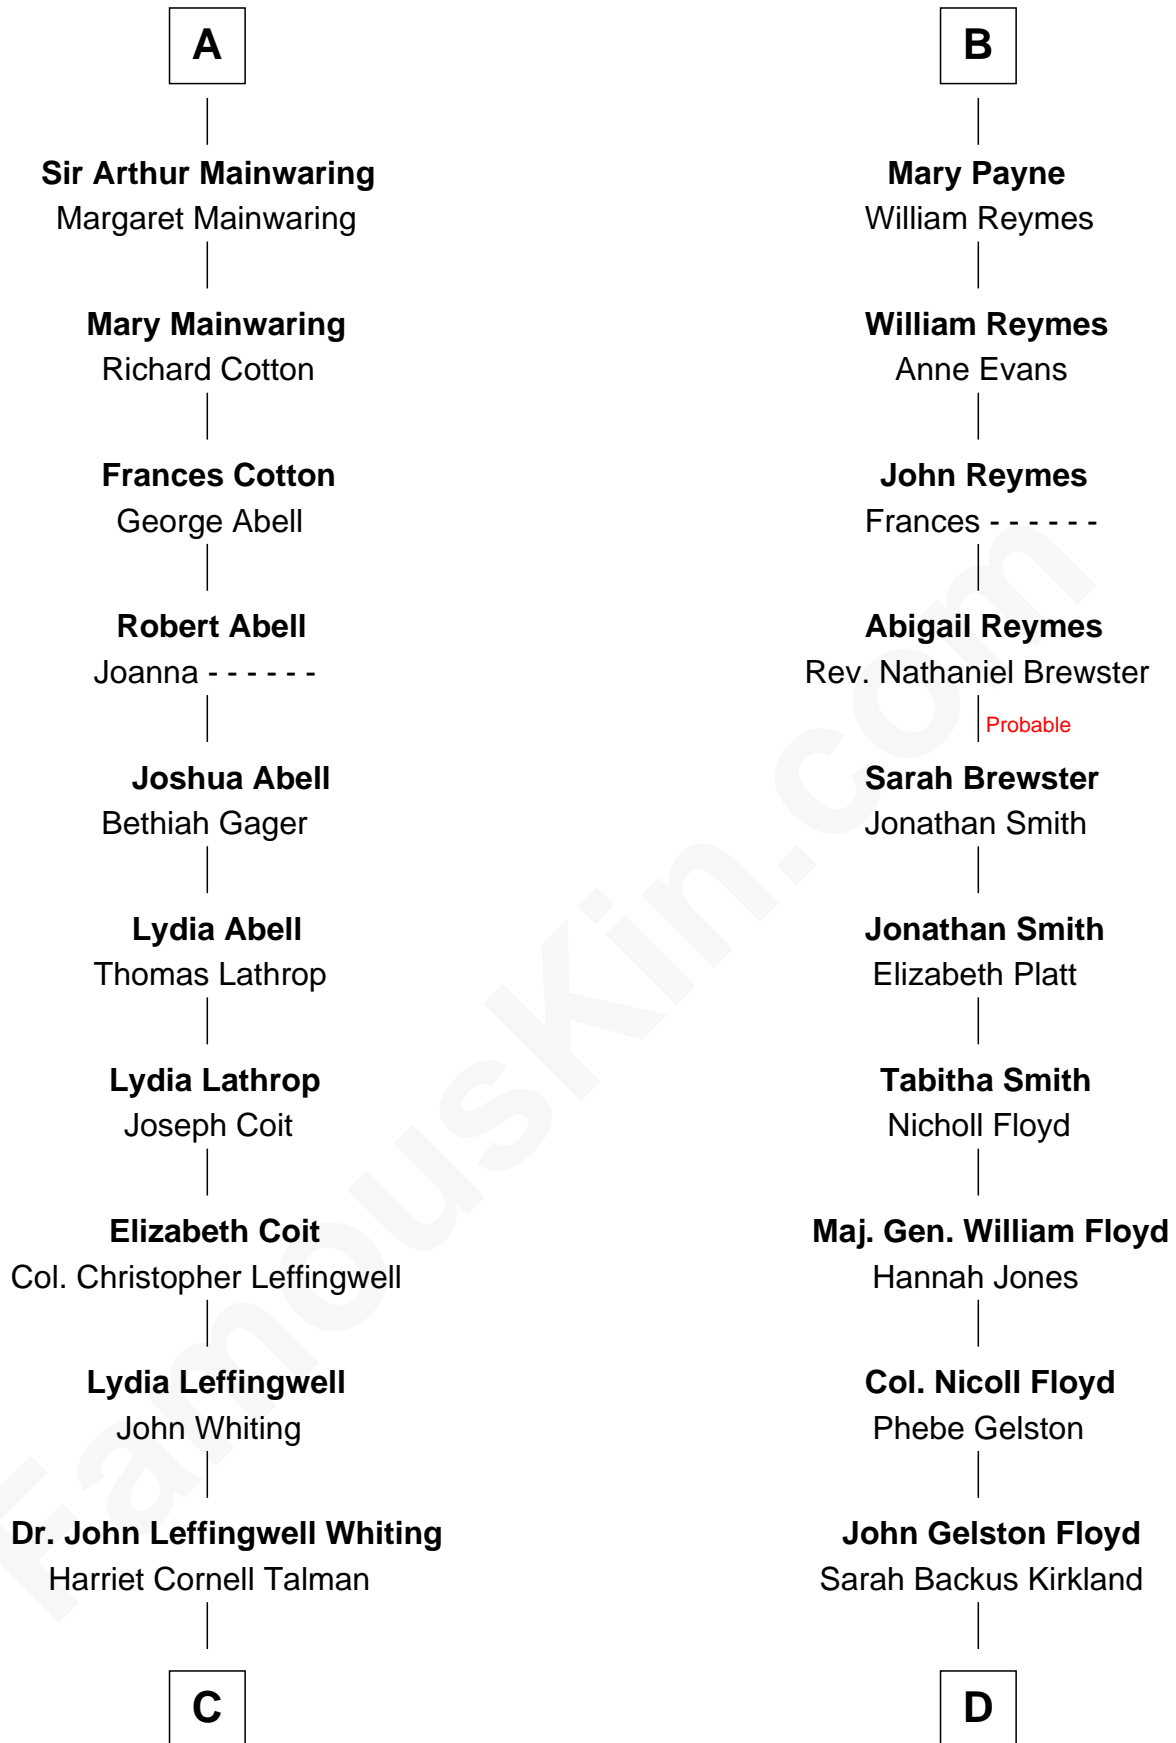 A
Sir Arthur Mainwaring
Margaret Mainwaring
Mary Mainwaring
Richard Cotton
Frances Cotton
George Abell
Robert Abell
Joanna - - - - - -
Joshua Abell
Bethiah Gager
Lydia Abell
Thomas Lathrop
Lydia Lathrop
Joseph Coit
Elizabeth Coit
Col. Christopher Leffingwell
Lydia Leffingwell
John Whiting
Dr. John Leffingwell Whiting
Harriet Cornell Talman
C
B
Mary Payne
William Reymes
William Reymes
Anne Evans
John Reymes
Frances - - - - - -
Abigail Reymes
Rev. Nathaniel Brewster
Probable
Sarah Brewster
Jonathan Smith
Jonathan Smith
Elizabeth Platt
Tabitha Smith
Nicholl Floyd
Maj. Gen. William Floyd
Hannah Jones
Col. Nicoll Floyd
Phebe Gelston
John Gelston Floyd
Sarah Backus Kirkland
D
FamousKin.com